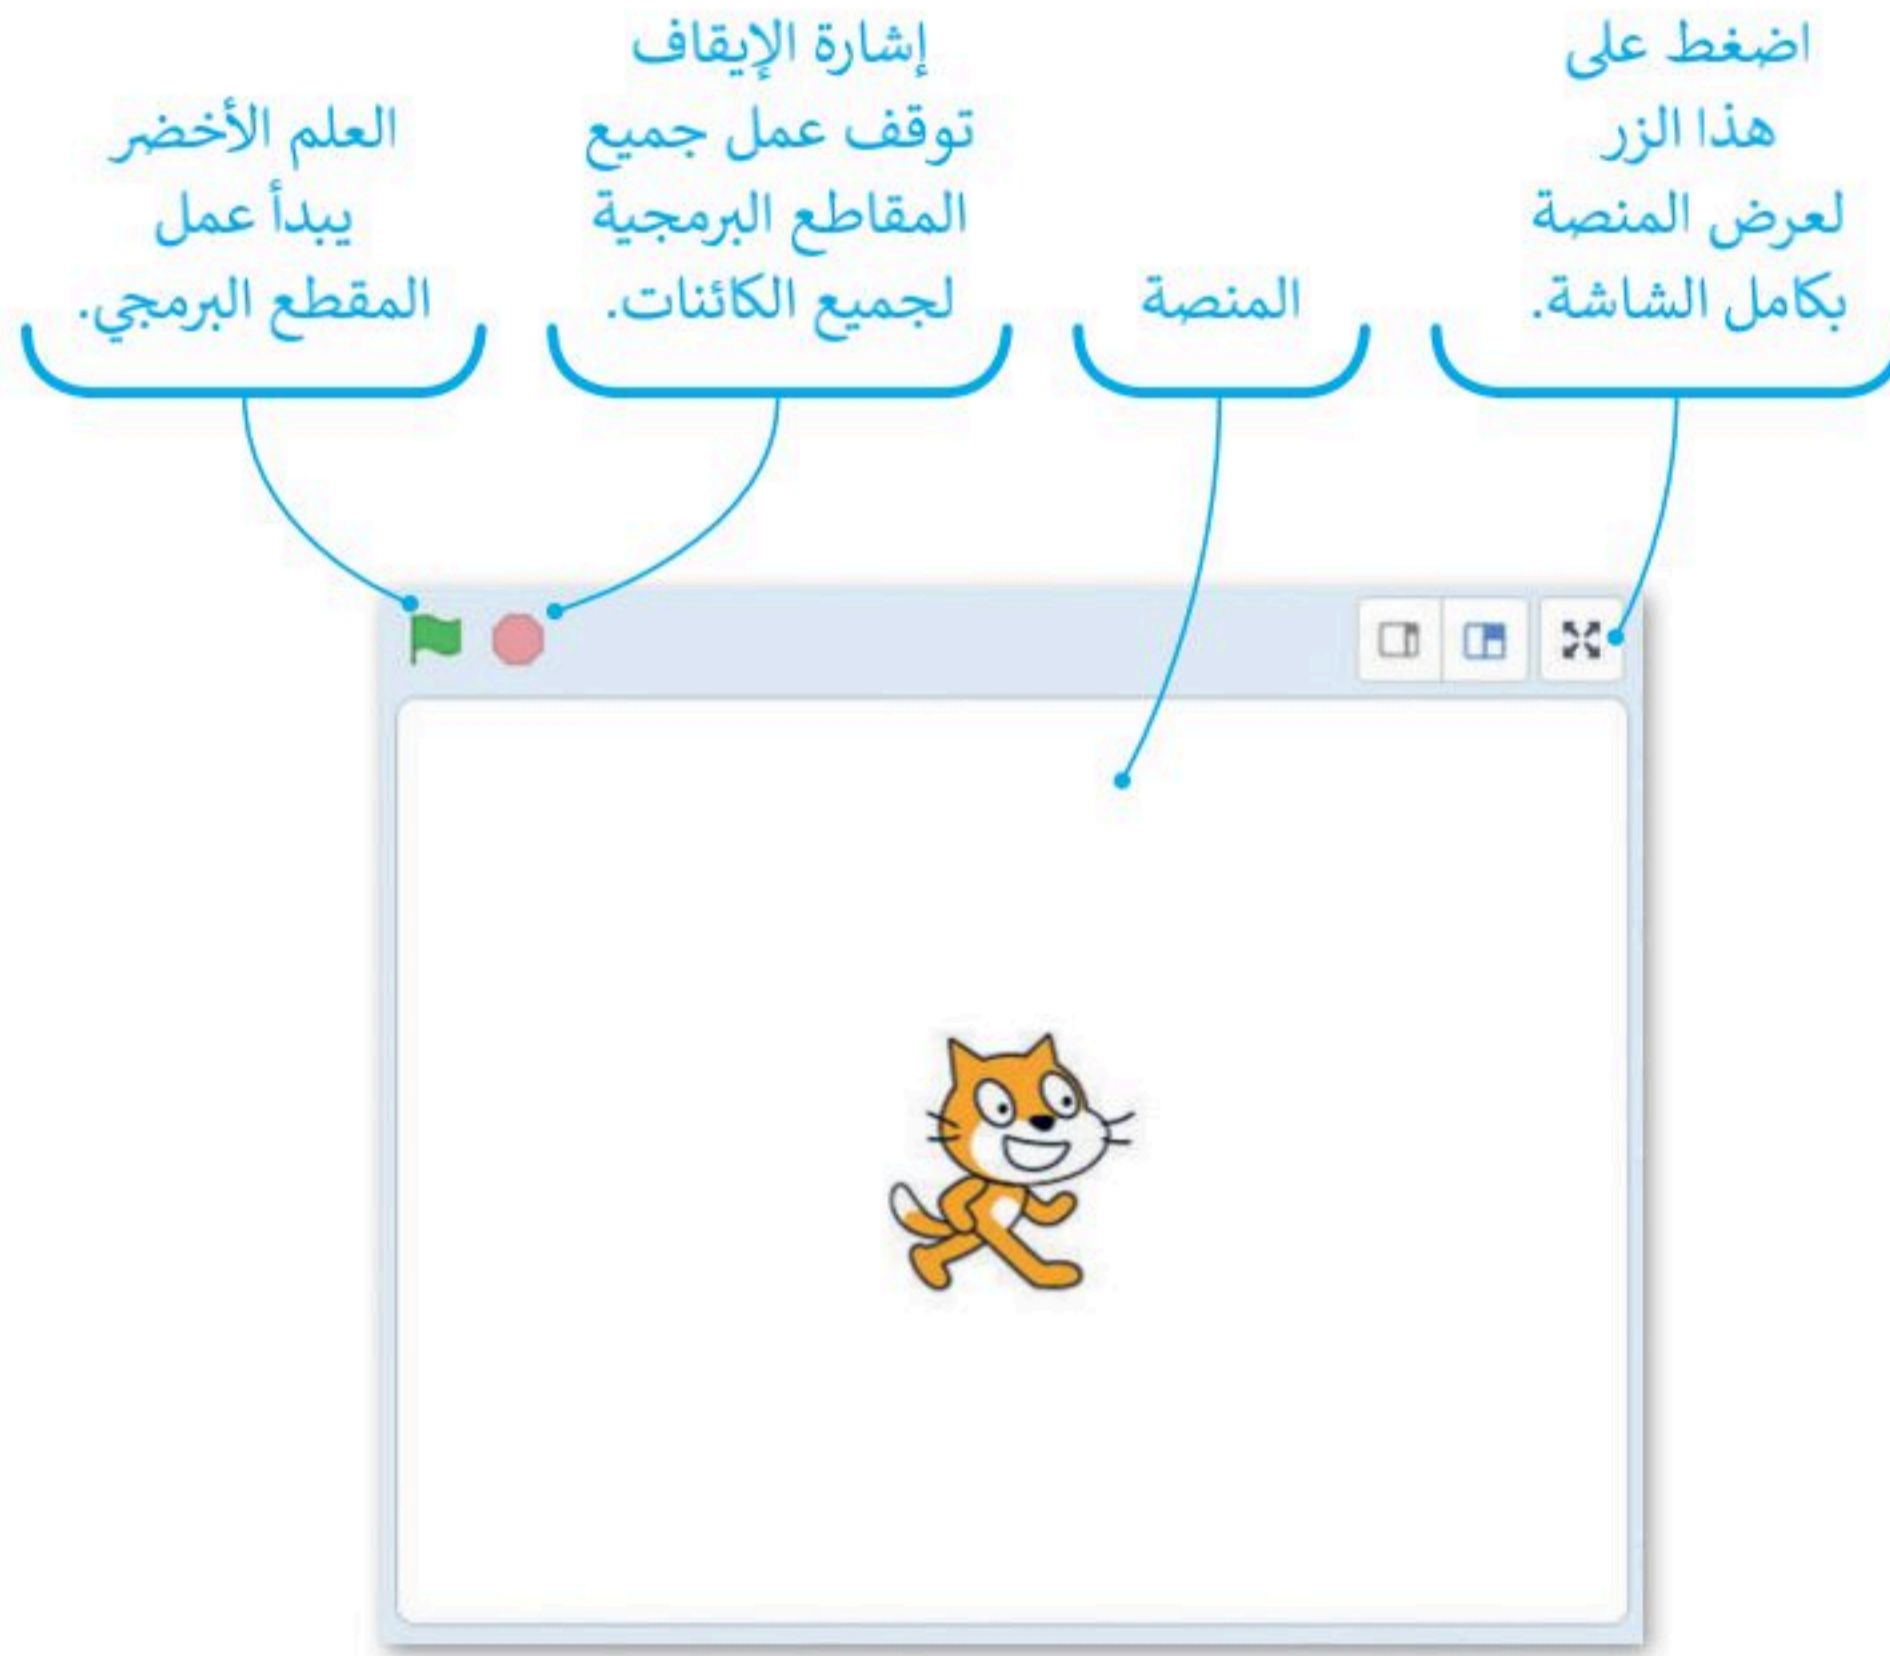 اضغط على
هذا الزر
لعرض المنصة
بكامل الشاشة.
المنصة
إشارة الإيقاف
توقف عمل جميع
المقاطع البرمجية
لجميع الكائنات.
العلم الأخضر
يبدأ عمل
المقطع البرمجي.